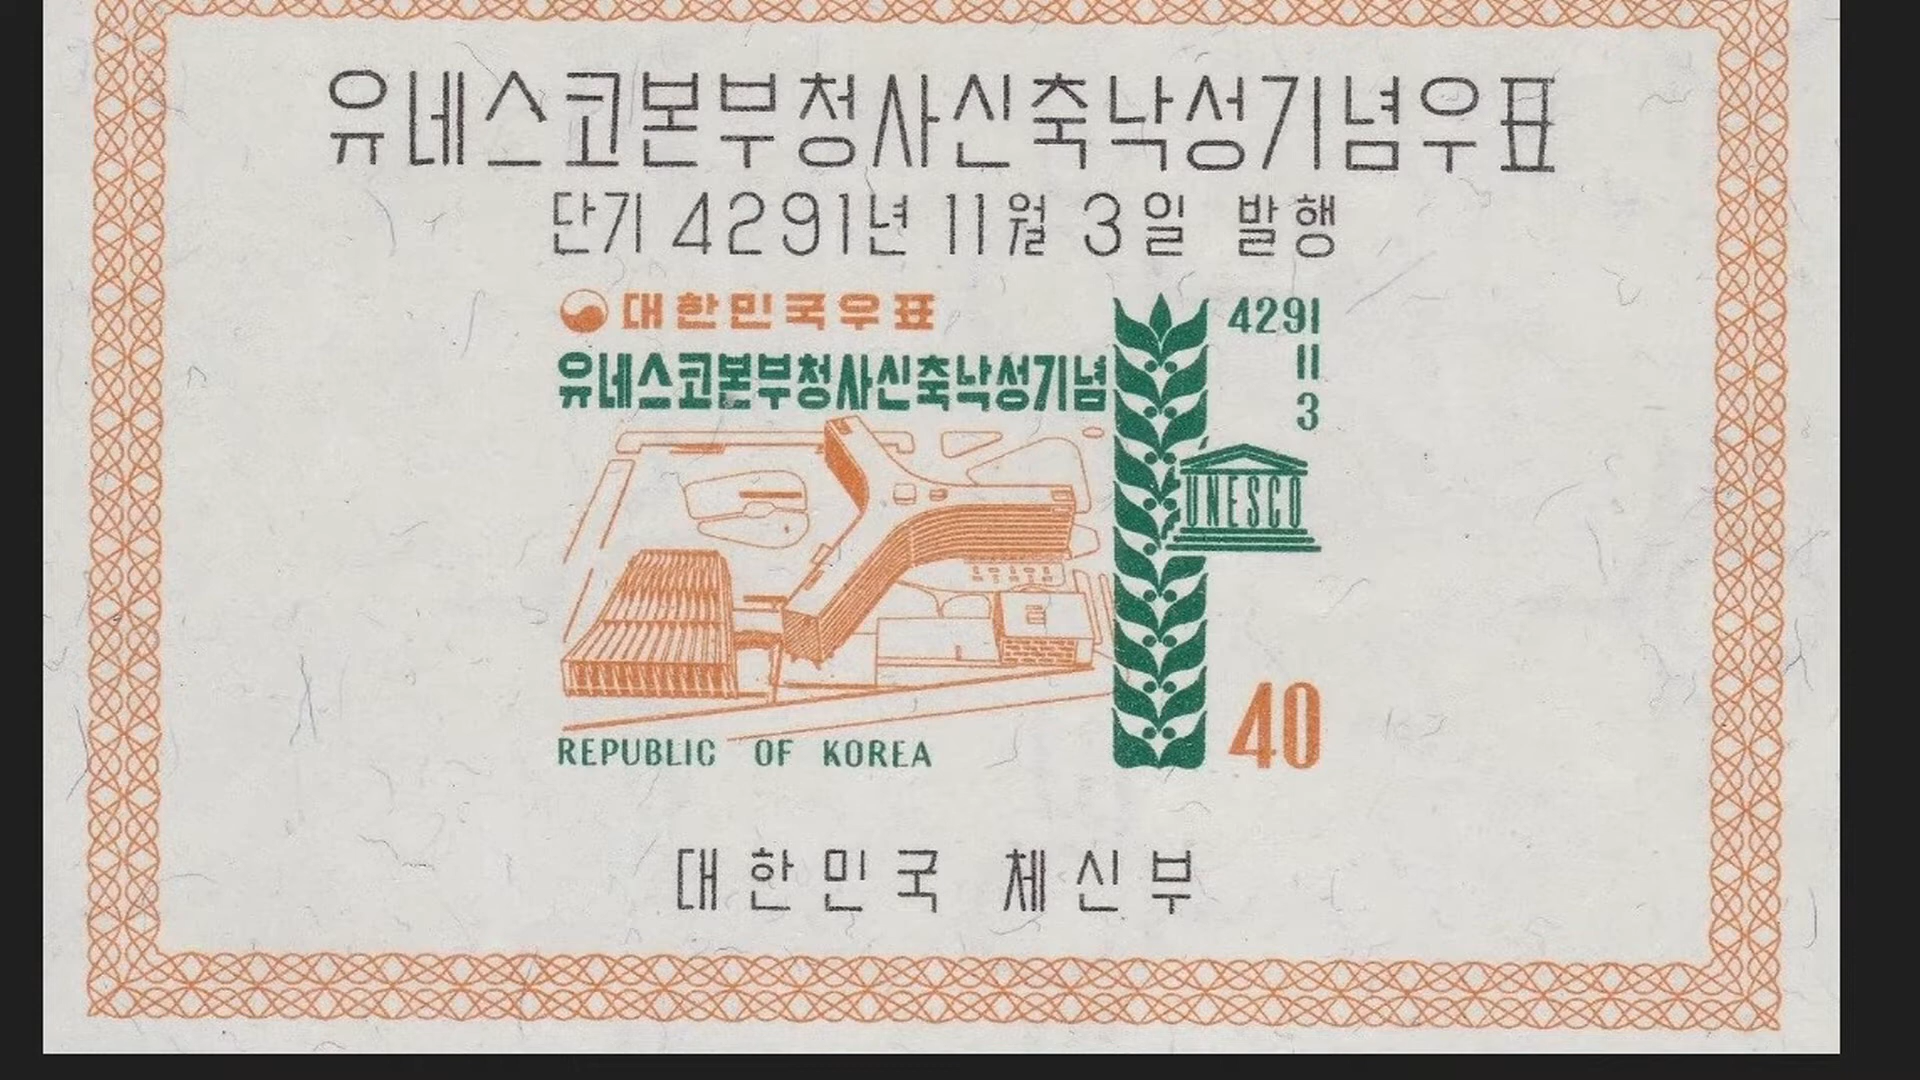 유네스코본부청사신축낙성기념우표
단기 4291년 11월 3일 발행
대한민국우표
유네스코본부청사신축낙성기념
4291
11
3
UNESCO
40
REPUBLIC OF KOREA
대한민국 체신부